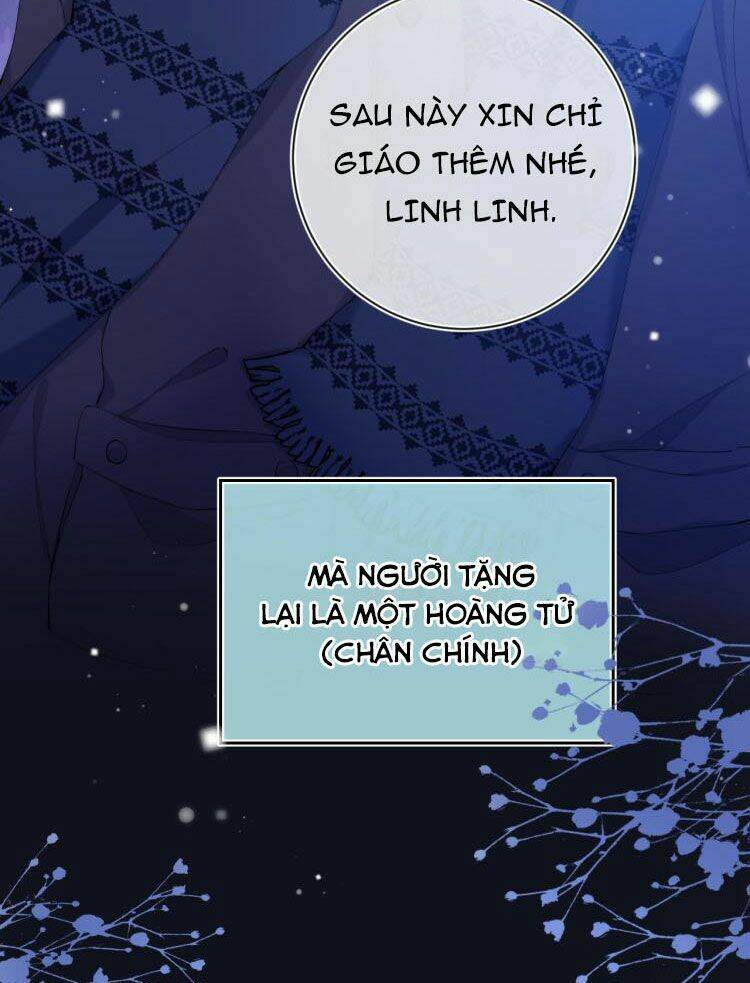 SAU NÀY XIN CHỈ
GIÁO THÊM NHÉ,
LINH LINH.
MÀ NGƯỜI TẶNG
LẠI LÀ MỘT HOÀNG TỬ
(CHÂN CHÍNH)